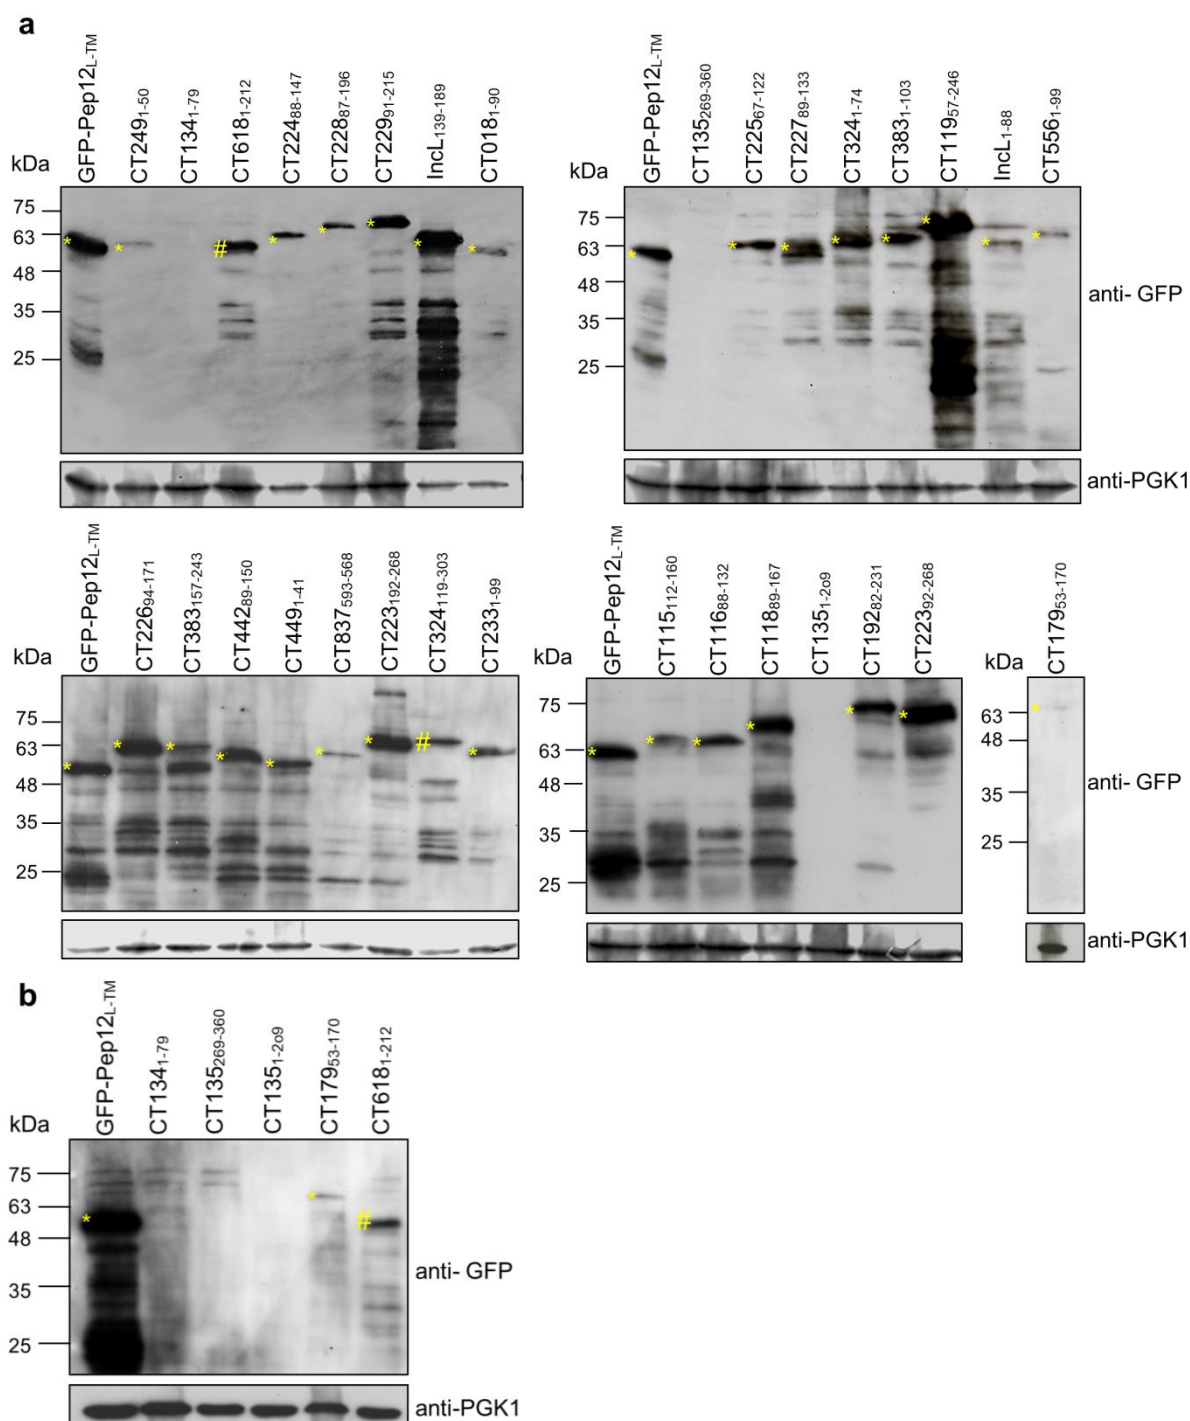 a
GFP-Pep12L-TM
CT2491-50
CT1341-79
CT6181-212
CT22488-147
CT22887-196
CT22991-215
IncL139-189
CT0181-90
kDa
75
63
48
35
25
*
*
#
*
*
*
*
*
GFP-Pep12L-TM
CT135269-360
CT22567-122
CT22789-133
CT3241-74
CT3831-103
CT11957-246
IncL1-88
CT5561-99
kDa
75
63
48
35
25
*
*
*
*
*
*
*
*
anti- GFP
anti-PGK1
GFP-Pep12L-TM
CT22694-171
CT383157-243
CT44289-150
CT4491-41
CT837593-568
CT223192-268
CT324119-303
CT2331-99
kDa
75
63
48
35
25
*
*
*
*
*
*
*
#
*
GFP-Pep12L-TM
CT115112-160
CT11688-132
CT11889-167
CT1351-2o9
CT19282-231
CT22392-268
kDa
75
63
48
35
25
*
*
*
*
*
*
CT17953-170
kDa
63
48
35
25
*
anti- GFP
anti-PGK1
b
GFP-Pep12L-TM
CT1341-79
CT135269-360
CT1351-2o9
CT17953-170
CT6181-212
kDa
75
63
48
35
25
*
*
#
anti- GFP
anti-PGK1